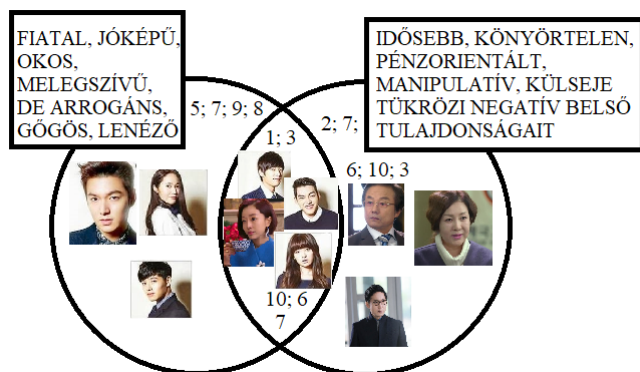 FIATAL, JÓKÉPŰ,
OKOS,
MELEGSZÍVŰ,
DE ARROGÁNS,
GŐGÖS, LENÉZŐ
IDŐSEBB, KÖNYÖRTELEN,
PÉNZORIENTÁLT,
MANIPULATÍV, KÜLSEJE
TÜKRÖZI NEGATÍV BELSŐ
TULAJDONSÁGAIT
5; 7; 9; 8
1; 3
2; 7;
6; 10; 3
10; 6
7